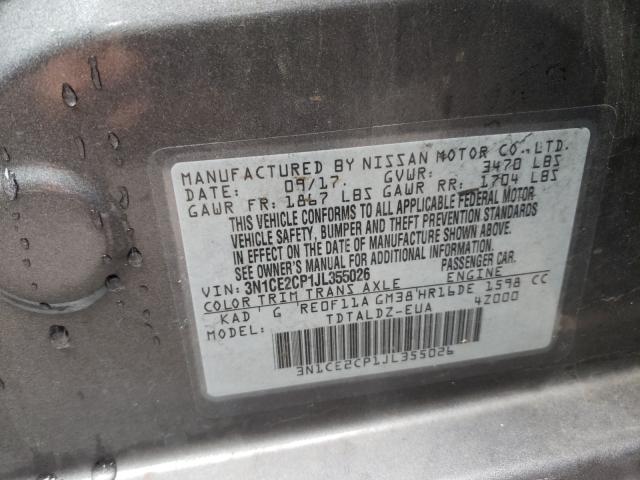 MANUFACTURED BY NISSAN MOTOR CO.,LTD.
DATE: 09/17. GVWR: 3470 LBS
GAWR FR: 1867 LBS GAWR RR: 1704 LBS
THIS VEHICLE CONFORMS TO ALL APPLICABLE FEDERAL MOTOR
VEHICLE SAFETY, BUMPER AND THEFT PREVENTION STANDARDS
IN EFFECT ON THE DATE OF MANUFACTURE SHOWN ABOVE.
SEE OWNER'S MANUAL FOR ADDITIONAL INFORMATION.
VIN: 3N1CE2CP1JL355026 PASSENGER CAR.
COLOR TRIM TRANS AXLE ENGINE
KAD G RE0F11A GM38 HR16DE 1598 CC
MODEL: TDTALDZ-EUA 4Z000
3N1CE2CP1JL355026